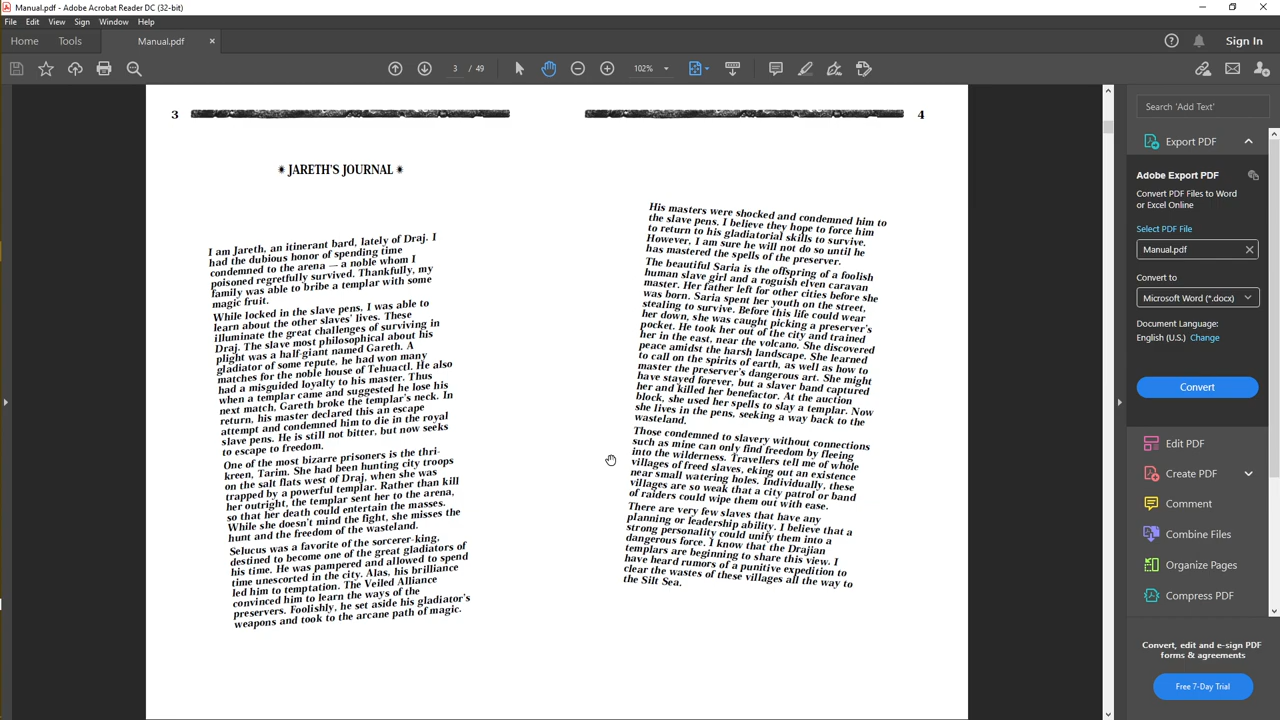 Manual.pdf - Adobe Acrobat Reader DC (32-bit)
File Edit View Sign Window Help
Home Tools Manual.pdf × Sign In
3 / 49 102%
3
4
JARETH'S JOURNAL
I am Jareth, an itinerant bard, lately of Draj. I
had the dubious honor of spending time
condemned to the arena — a noble whom I
poisoned regretfully survived. Thankfully, my
family was able to bribe a templar with some
magic fruit.
While locked in the slave pens, I was able to
learn about the other slaves' lives. These
illuminate the great challenges of surviving in
Draj. The slave most philosophical about his
plight was a half-giant named Gareth. A
gladiator of some repute, he had won many
matches for the noble house of Tehuactl. He also
had a misguided loyalty to his master. Thus
when a templar came and suggested he lose his
next match, Gareth broke the templar's neck. In
return, his master declared this an escape
attempt and condemned him to die in the royal
slave pens. He is still not bitter, but now seeks
to escape to freedom.
One of the most bizarre prisoners is the thri-
kreen, Tarim. She had been hunting city troops
on the salt flats west of Draj, when she was
trapped by a powerful templar. Rather than kill
her outright, the templar sent her to the arena,
so that her death could entertain the masses.
While she doesn't mind the fight, she misses the
hunt and the freedom of the wasteland.
Selucus was a favorite of the sorcerer-king,
destined to become one of the great gladiators of
his time. He was pampered and allowed to spend
time unescorted in the city. Alas, his brilliance
led him to temptation. The Veiled Alliance
convinced him to learn the ways of the
preservers. Foolishly, he set aside his gladiator's
weapons and took to the arcane path of magic.
His masters were shocked and condemned him to
the slave pens. I believe they hope to force him
to return to his gladiatorial skills to survive.
However, I am sure he will not do so until he
has mastered the spells of the preserver.
The beautiful Saria is the offspring of a foolish
human slave girl and a roguish elven caravan
master. Her father left for other cities before she
was born. Saria spent her youth on the street,
stealing to survive. Before this life could wear
her down, she was caught picking a preserver's
pocket. He took her out of the city and trained
her in the east, near the volcano. She discovered
peace amidst the harsh landscape. She learned
to call on the spirits of earth, as well as how to
master the preserver's dangerous art. She might
have stayed forever, but a slaver band captured
her and killed her benefactor. At the auction
block, she used her spells to slay a templar. Now
she lives in the pens, seeking a way back to the
wasteland.
Those condemned to slavery without connections
such as mine can only find freedom by fleeing
into the wilderness. Travellers tell me of whole
villages of freed slaves, eking out an existence
near small watering holes. Individually, these
villages are so weak that a city patrol or band
of raiders could wipe them out with ease.
There are very few slaves that have any
planning or leadership ability. I believe that a
strong personality could unify them into a
dangerous force. I know that the Drajian
templars are beginning to share this view. I
have heard rumors of a punitive expedition to
clear the wastes of these villages all the way to
the Silt Sea.
Search 'Add Text'
Export PDF
Adobe Export PDF
Convert PDF Files to Word
or Excel Online
Select PDF File
Manual.pdf
Convert to
Microsoft Word (*.docx)
Document Language:
English (U.S.) Change
Convert
Edit PDF
Create PDF
Comment
Combine Files
Organize Pages
Compress PDF
Convert, edit and e-sign PDF
forms & agreements
Free 7-Day Trial